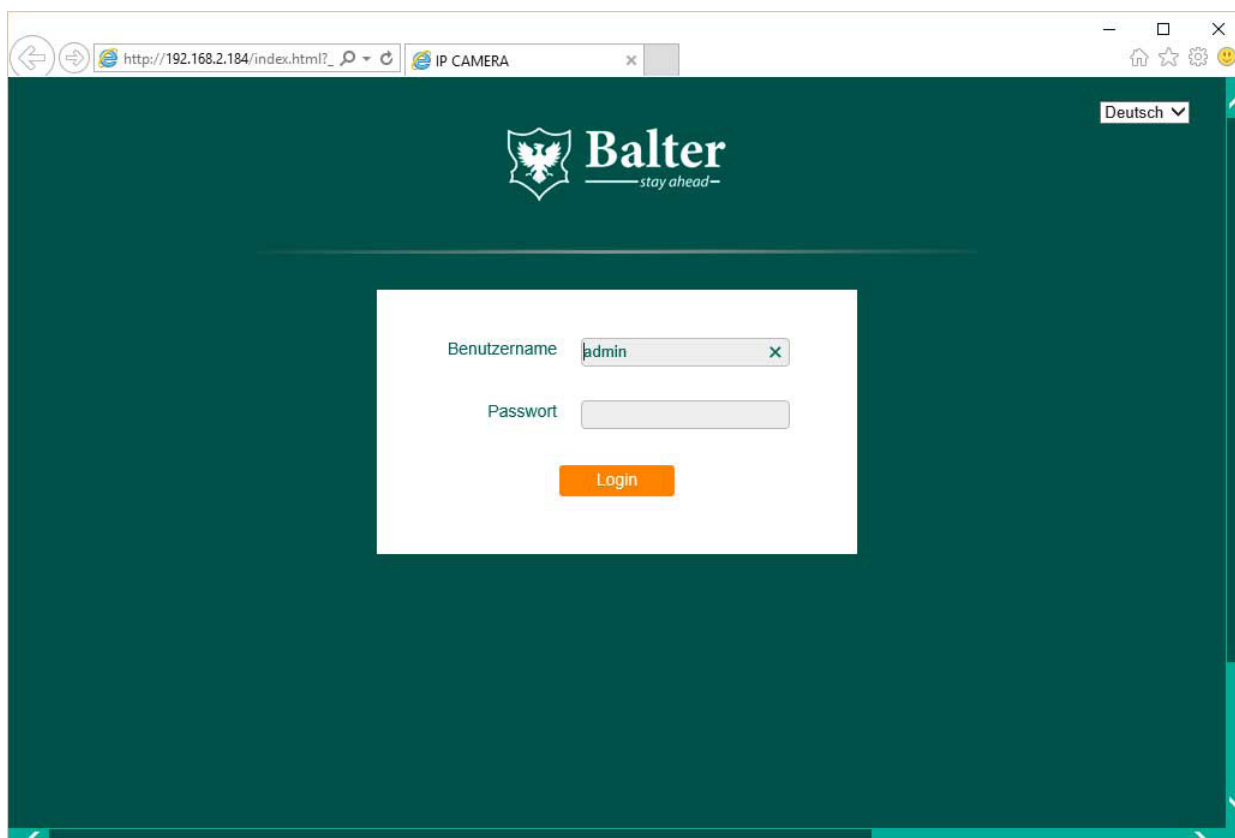 http://192.168.2.184/index.html?_
IP CAMERA
Deutsch
Balter
stay ahead
Benutzername
admin
Passwort
Login